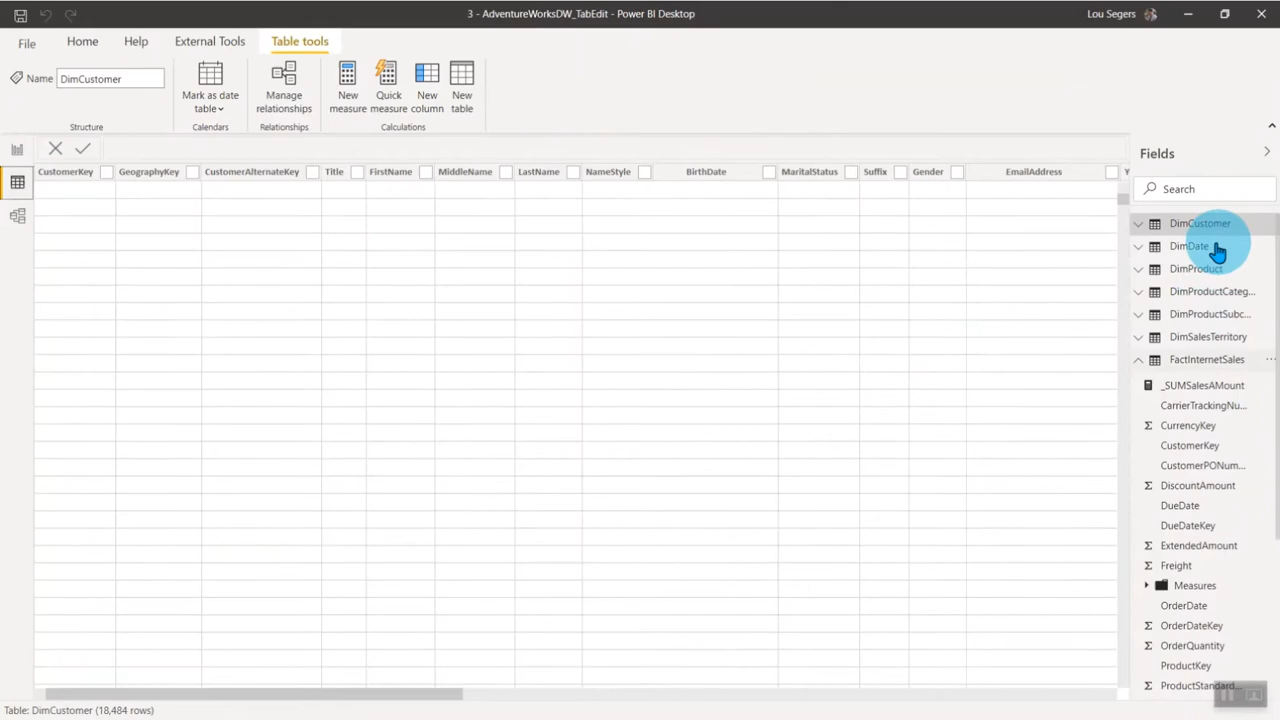 3 - AdventureWorksDW_TabEdit - Power BI Desktop
Lou Segers
File
Home
Help
External Tools
Table tools
Name
DimCustomer
Mark as date
table
Manage
relationships
New
measure
Quick
measure
New
column
New
table
Structure
Calendars
Relationships
Calculations
CustomerKey
GeographyKey
CustomerAlternateKey
Title
FirstName
MiddleName
LastName
NameStyle
BirthDate
MaritalStatus
Suffix
Gender
EmailAddress
Y
Fields
Search
DimCustomer
DimDate
DimProduct
DimProductCateg...
DimProductSubc...
DimSalesTerritory
FactInternetSales
_SUMSalesAMount
CarrierTrackingNu...
CurrencyKey
CustomerKey
CustomerPONum...
DiscountAmount
DueDate
DueDateKey
ExtendedAmount
Freight
Measures
OrderDate
OrderDateKey
OrderQuantity
ProductKey
ProductStandard...
Table: DimCustomer (18,484 rows)